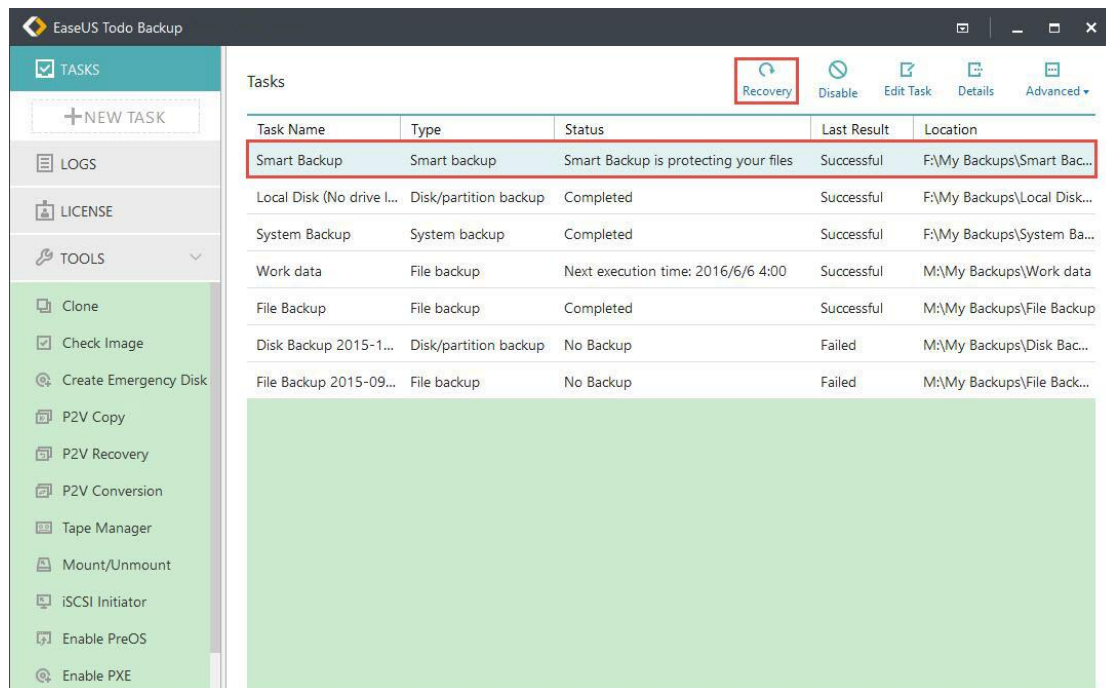 EaseUS Todo Backup
TASKS
NEW TASK
LOGS
LICENSE
TOOLS
Clone
Check Image
Create Emergency Disk
P2V Copy
P2V Recovery
P2V Conversion
Tape Manager
Mount/Unmount
iSCSI Initiator
Enable PreOS
Enable PXE
Tasks
Recovery Disable Edit Task Details Advanced
Task Name Type Status Last Result Location
Smart Backup Smart backup Smart Backup is protecting your files Successful F:\My Backups\Smart Bac...
Local Disk (No drive l... Disk/partition backup Completed Successful F:\My Backups\Local Disk...
System Backup System backup Completed Successful F:\My Backups\System Ba...
Work data File backup Next execution time: 2016/6/6 4:00 Successful M:\My Backups\Work data
File Backup File backup Completed Successful M:\My Backups\File Backup
Disk Backup 2015-1... Disk/partition backup No Backup Failed M:\My Backups\Disk Bac...
File Backup 2015-09... File backup No Backup Failed M:\My Backups\File Back...